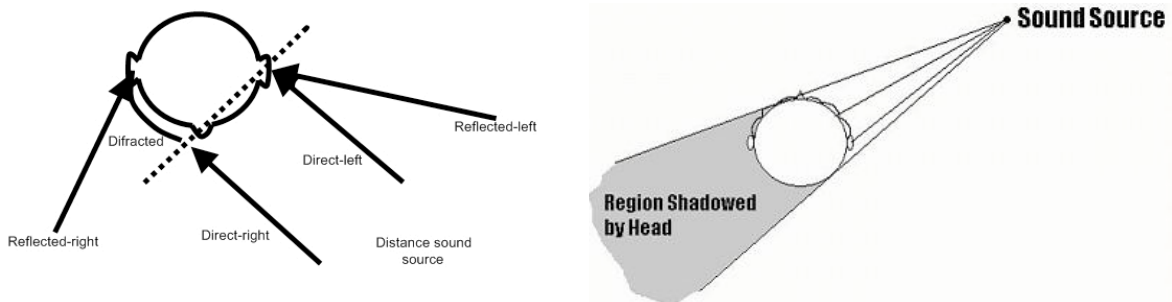 Difracted
Reflected-left
Direct-left
Reflected-right
Direct-right
Distance sound
source
Sound Source
Region Shadowed
by Head